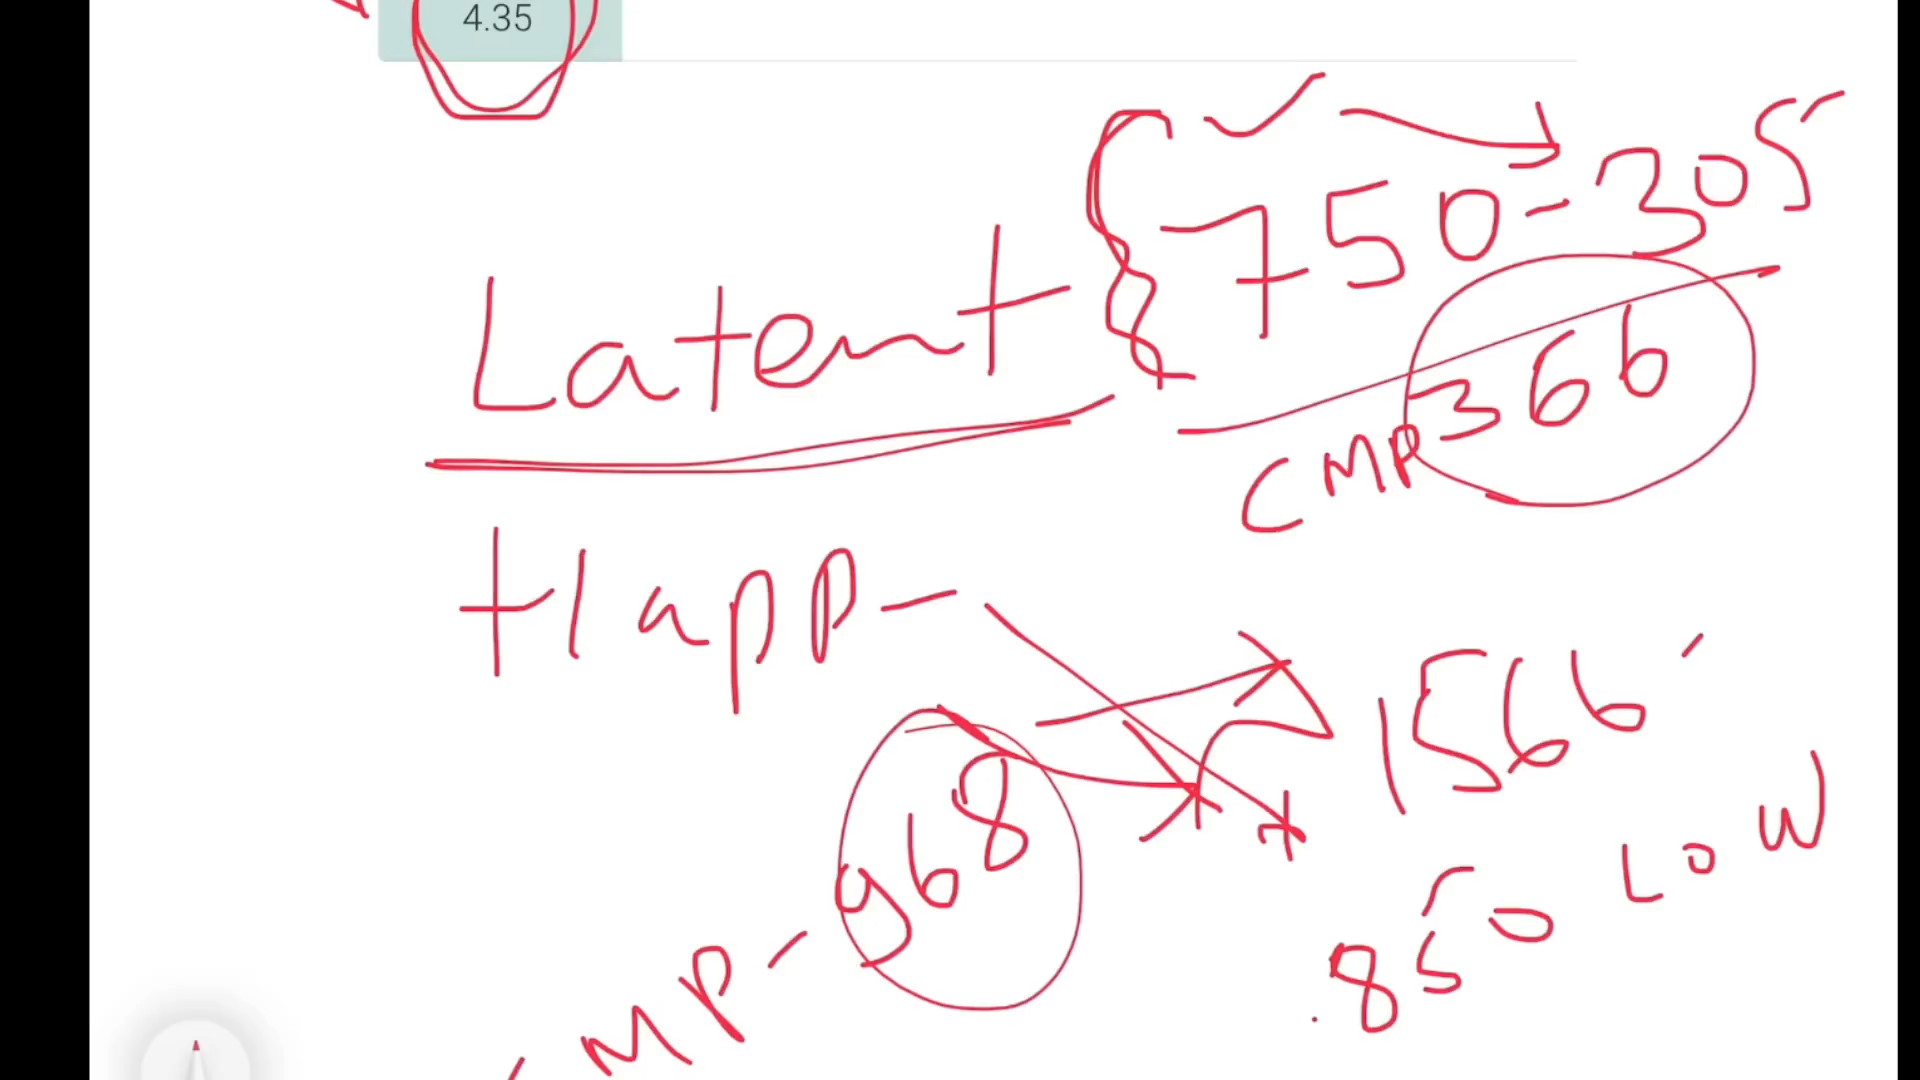 4.35
Latent { 750 - 305
CMP 366
Happ -
1566
968
850 LOW
CMP -